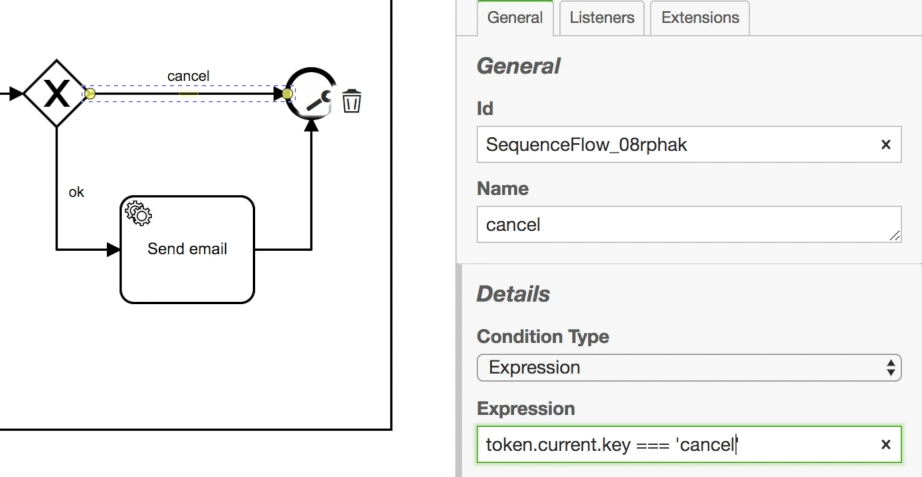 cancel
ok
Send email
General
Listeners
Extensions
General
Id
SequenceFlow_08rphak
Name
cancel
Details
Condition Type
Expression
Expression
token.current.key === 'cancel'